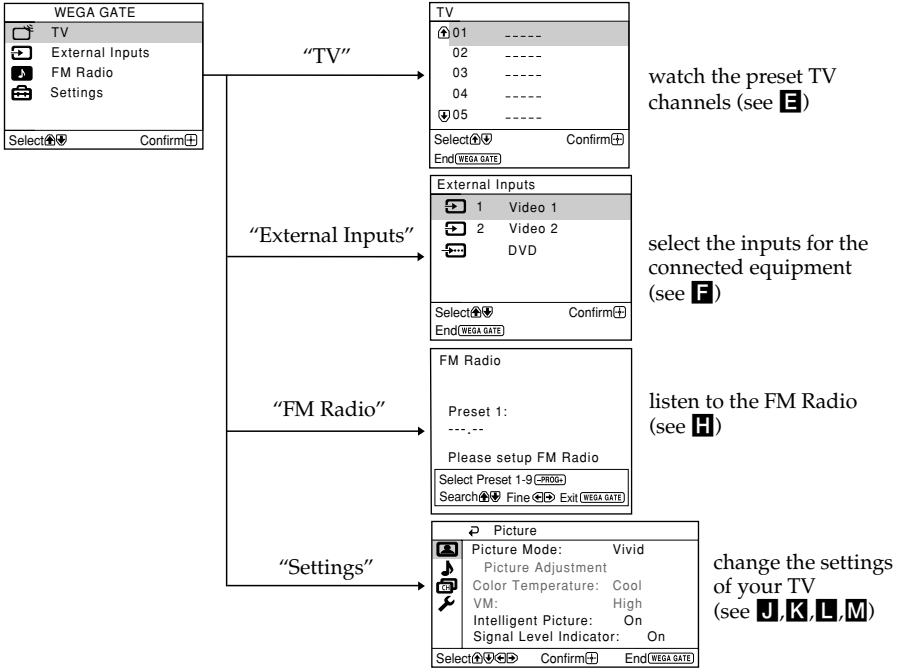 WEGA GATE
TV
External Inputs
FM Radio
Settings
Select Confirm
"TV"
TV
01 -----
02 -----
03 -----
04 -----
05 -----
Select Confirm
End WEGA GATE
watch the preset TV
channels (see E)
"External Inputs"
External Inputs
1 Video 1
2 Video 2
DVD
Select Confirm
End WEGA GATE
select the inputs for the
connected equipment
(see F)
"FM Radio"
FM Radio
Preset 1:
---.--
Please setup FM Radio
Select Preset 1-9 -PROG+
Search Fine Exit WEGA GATE
listen to the FM Radio
(see H)
"Settings"
Picture
Picture Mode: Vivid
Picture Adjustment
Color Temperature: Cool
VM: High
Intelligent Picture: On
Signal Level Indicator: On
CH
Select Confirm End WEGA GATE
change the settings
of your TV
(see J,K,L,M)